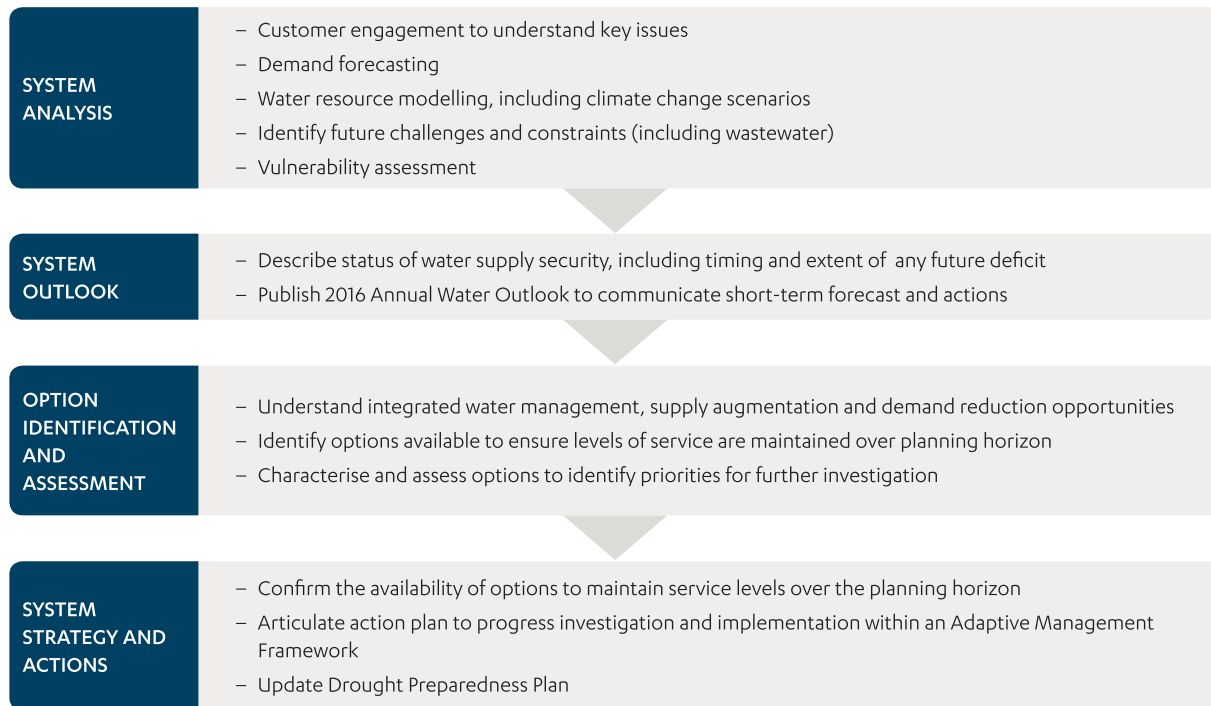 SYSTEM
ANALYSIS
– Customer engagement to understand key issues
– Demand forecasting
– Water resource modelling, including climate change scenarios
– Identify future challenges and constraints (including wastewater)
– Vulnerability assessment
SYSTEM
OUTLOOK
– Describe status of water supply security, including timing and extent of any future deficit
– Publish 2016 Annual Water Outlook to communicate short-term forecast and actions
OPTION
IDENTIFICATION
AND
ASSESSMENT
– Understand integrated water management, supply augmentation and demand reduction opportunities
– Identify options available to ensure levels of service are maintained over planning horizon
– Characterise and assess options to identify priorities for further investigation
SYSTEM
STRATEGY AND
ACTIONS
– Confirm the availability of options to maintain service levels over the planning horizon
– Articulate action plan to progress investigation and implementation within an Adaptive Management
Framework
– Update Drought Preparedness Plan